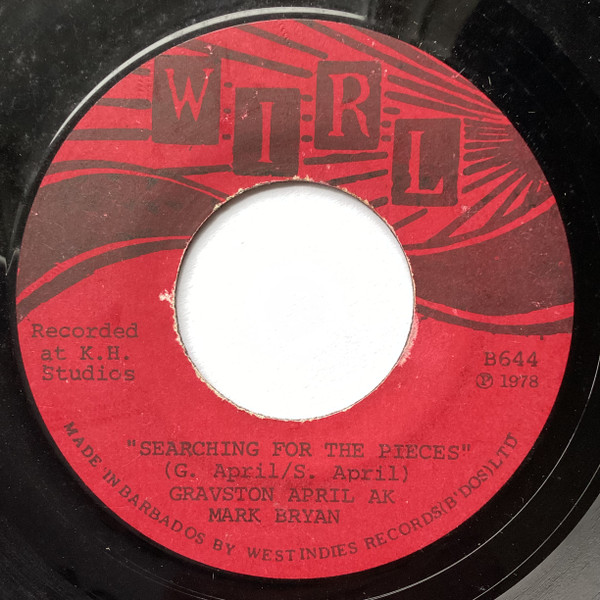 WIRL
Recorded
at K.H.
Studios
B644
Ⓟ 1978
"SEARCHING FOR THE PIECES"
(G. April/S. April)
GRAVSTON APRIL AK
MARK BRYAN
MADE IN BARBADOS BY WEST INDIES RECORDS(B'DOS)LTD